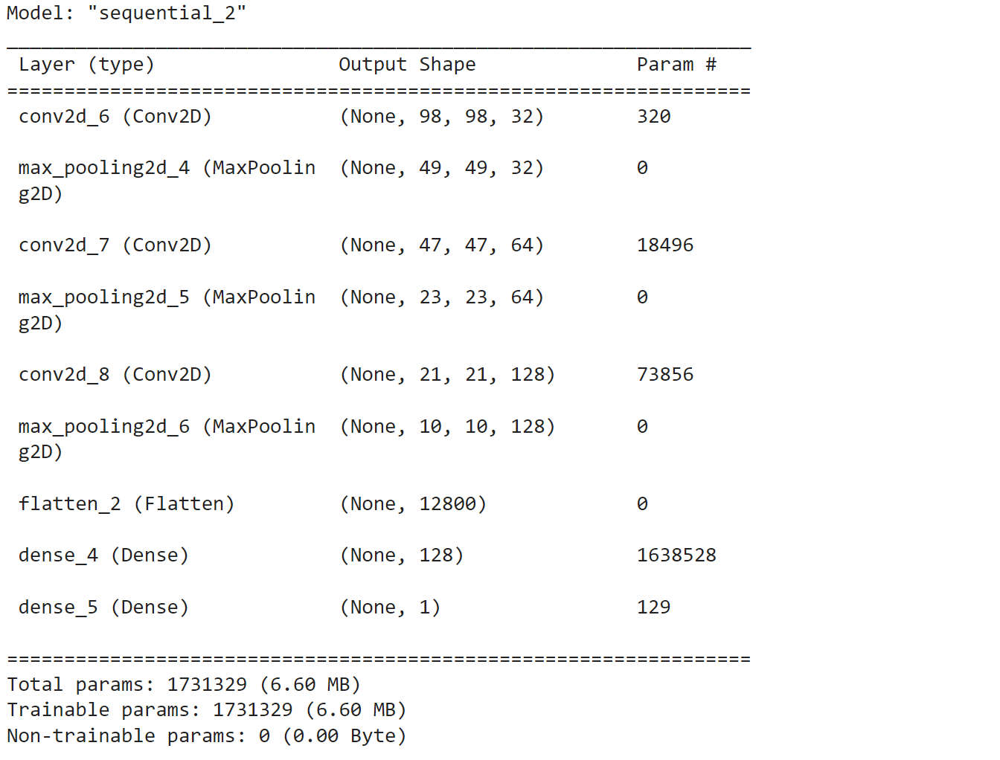 Model: "sequential_2"
_________________________________________________________________
Layer (type)                Output Shape              Param #
=================================================================
conv2d_6 (Conv2D)           (None, 98, 98, 32)        320
max_pooling2d_4 (MaxPoolin  (None, 49, 49, 32)        0
g2D)
conv2d_7 (Conv2D)           (None, 47, 47, 64)        18496
max_pooling2d_5 (MaxPoolin  (None, 23, 23, 64)        0
g2D)
conv2d_8 (Conv2D)           (None, 21, 21, 128)       73856
max_pooling2d_6 (MaxPoolin  (None, 10, 10, 128)       0
g2D)
flatten_2 (Flatten)         (None, 12800)             0
dense_4 (Dense)             (None, 128)               1638528
dense_5 (Dense)             (None, 1)                 129
=================================================================
Total params: 1731329 (6.60 MB)
Trainable params: 1731329 (6.60 MB)
Non-trainable params: 0 (0.00 Byte)